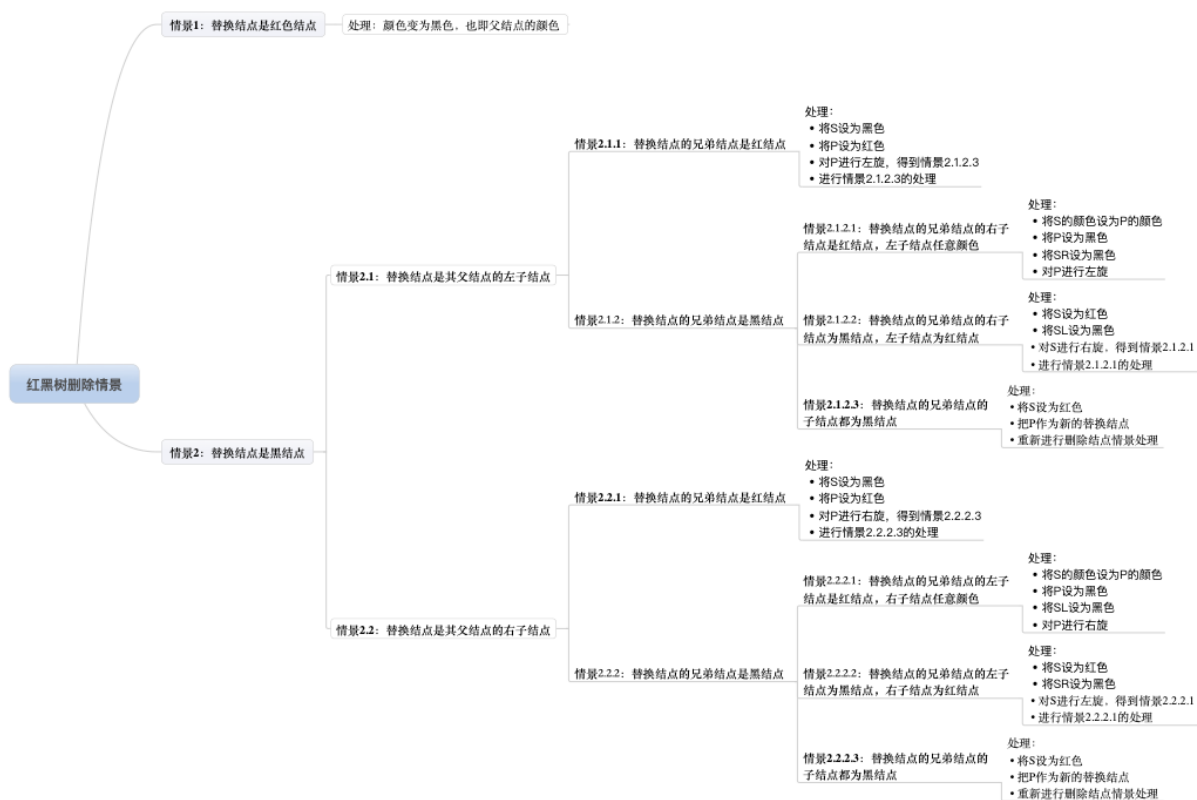 情景1：替换结点是红色结点
处理：颜色变为黑色，也即父结点的颜色
处理：
• 将S设为黑色
情景2.1.1：替换结点的兄弟结点是红结点
• 将P设为红色
• 对P进行左旋，得到情景2.1.2.3
• 进行情景2.1.2.3的处理
处理：
• 将S的颜色设为P的颜色
情景2.1.2.1：替换结点的兄弟结点的右子
结点是红结点，左子结点任意颜色
• 将P设为黑色
• 将SR设为黑色
• 对P进行左旋
情景2.1：替换结点是其父结点的左子结点
处理：
• 将S设为红色
情景2.1.2：替换结点的兄弟结点是黑结点
情景2.1.2.2：替换结点的兄弟结点的右子
结点为黑结点，左子结点为红结点
• 将SL设为黑色
• 对S进行右旋，得到情景2.1.2.1
• 进行情景2.1.2.1的处理
红黑树删除情景
处理：
情景2.1.2.3：替换结点的兄弟结点的
子结点都为黑结点
• 将S设为红色
• 把P作为新的替换结点
• 重新进行删除结点情景处理
情景2：替换结点是黑结点
处理：
• 将S设为黑色
情景2.2.1：替换结点的兄弟结点是红结点
• 将P设为红色
• 对P进行右旋，得到情景2.2.2.3
• 进行情景2.2.2.3的处理
处理：
• 将S的颜色设为P的颜色
情景2.2.2.1：替换结点的兄弟结点的左子
结点是红结点，右子结点任意颜色
• 将P设为黑色
• 将SL设为黑色
• 对P进行右旋
情景2.2：替换结点是其父结点的右子结点
处理：
• 将S设为红色
情景2.2.2：替换结点的兄弟结点是黑结点
情景2.2.2.2：替换结点的兄弟结点的左子
结点为黑结点，右子结点为红结点
• 将SR设为黑色
• 对S进行左旋，得到情景2.2.2.1
• 进行情景2.2.2.1的处理
处理：
情景2.2.2.3：替换结点的兄弟结点的
子结点都为黑结点
• 将S设为红色
• 把P作为新的替换结点
• 重新进行删除结点情景处理